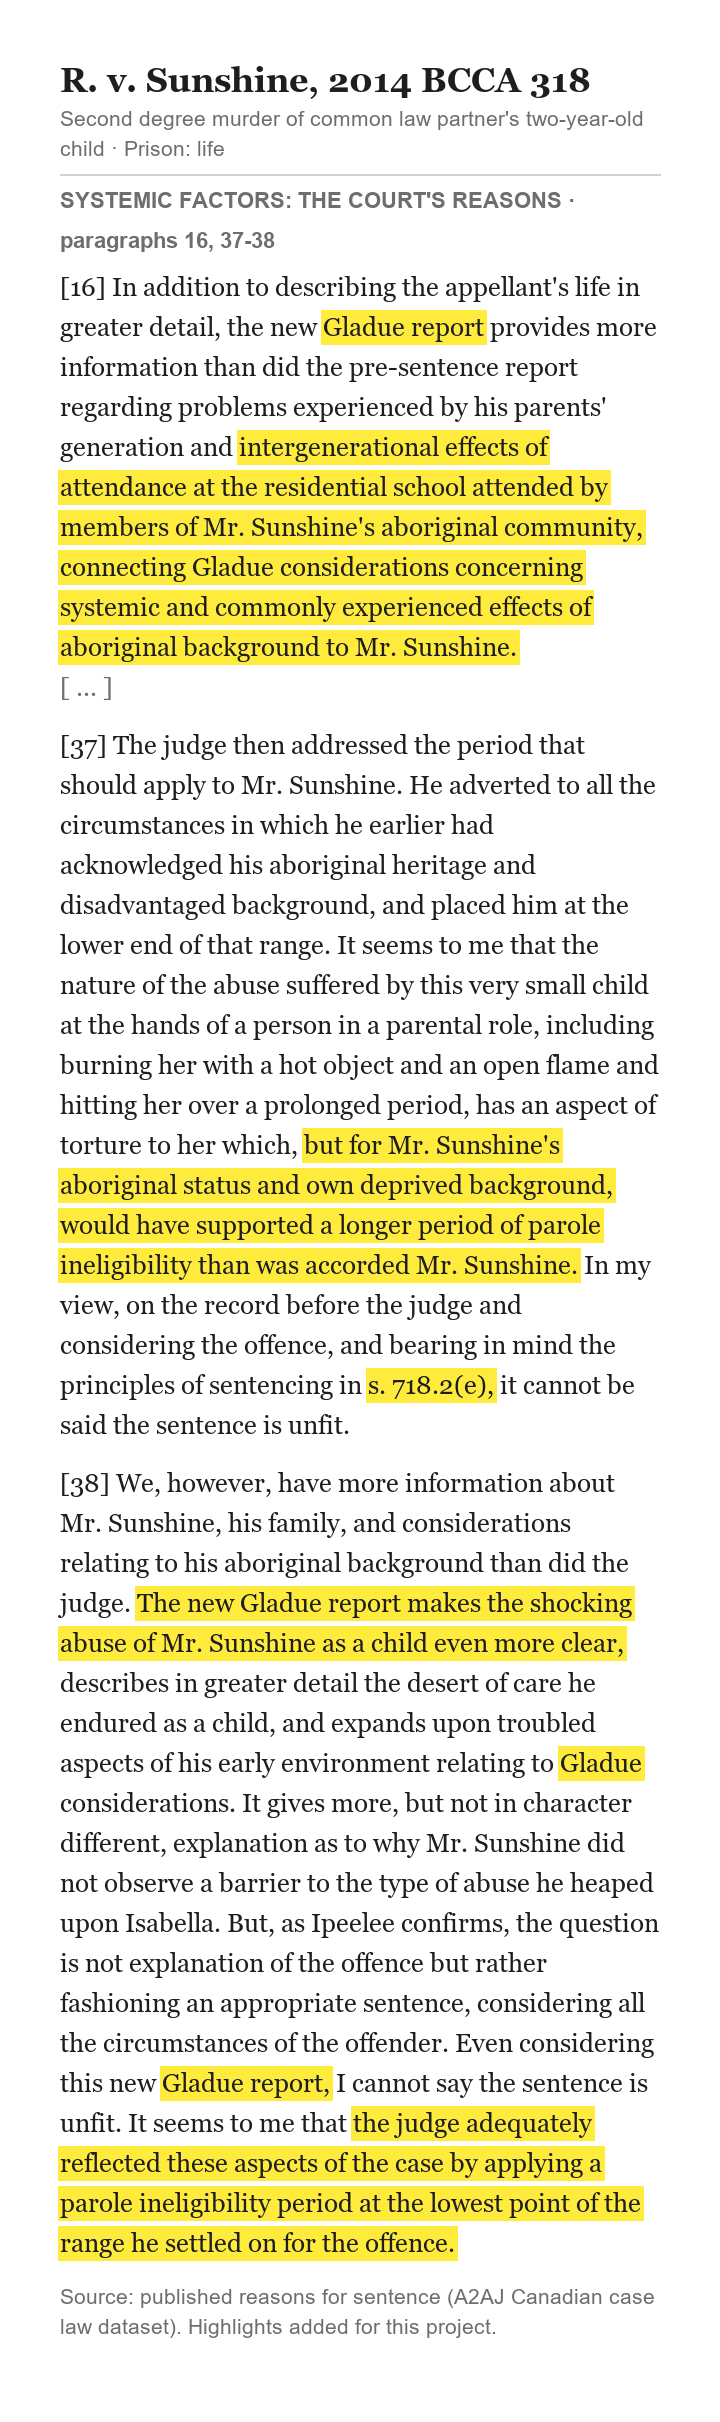 R. v. Sunshine, 2014 BCCA 318
Second degree murder of common law partner's two-year-old
child · Prison: life
SYSTEMIC FACTORS: THE COURT'S REASONS ·
paragraphs 16, 37-38
[16] In addition to describing the appellant's life in
greater detail, the new Gladue report provides more
information than did the pre-sentence report
regarding problems experienced by his parents'
generation and intergenerational effects of
attendance at the residential school attended by
members of Mr. Sunshine's aboriginal community,
connecting Gladue considerations concerning
systemic and commonly experienced effects of
aboriginal background to Mr. Sunshine.
[ ... ]
[37] The judge then addressed the period that
should apply to Mr. Sunshine. He adverted to all the
circumstances in which he earlier had
acknowledged his aboriginal heritage and
disadvantaged background, and placed him at the
lower end of that range. It seems to me that the
nature of the abuse suffered by this very small child
at the hands of a person in a parental role, including
burning her with a hot object and an open flame and
hitting her over a prolonged period, has an aspect of
torture to her which, but for Mr. Sunshine's
aboriginal status and own deprived background,
would have supported a longer period of parole
ineligibility than was accorded Mr. Sunshine. In my
view, on the record before the judge and
considering the offence, and bearing in mind the
principles of sentencing in s. 718.2(e), it cannot be
said the sentence is unfit.
[38] We, however, have more information about
Mr. Sunshine, his family, and considerations
relating to his aboriginal background than did the
judge. The new Gladue report makes the shocking
abuse of Mr. Sunshine as a child even more clear,
describes in greater detail the desert of care he
endured as a child, and expands upon troubled
aspects of his early environment relating to Gladue
considerations. It gives more, but not in character
different, explanation as to why Mr. Sunshine did
not observe a barrier to the type of abuse he heaped
upon Isabella. But, as Ipeelee confirms, the question
is not explanation of the offence but rather
fashioning an appropriate sentence, considering all
the circumstances of the offender. Even considering
this new Gladue report, I cannot say the sentence is
unfit. It seems to me that the judge adequately
reflected these aspects of the case by applying a
parole ineligibility period at the lowest point of the
range he settled on for the offence.
Source: published reasons for sentence (A2AJ Canadian case
law dataset). Highlights added for this project.